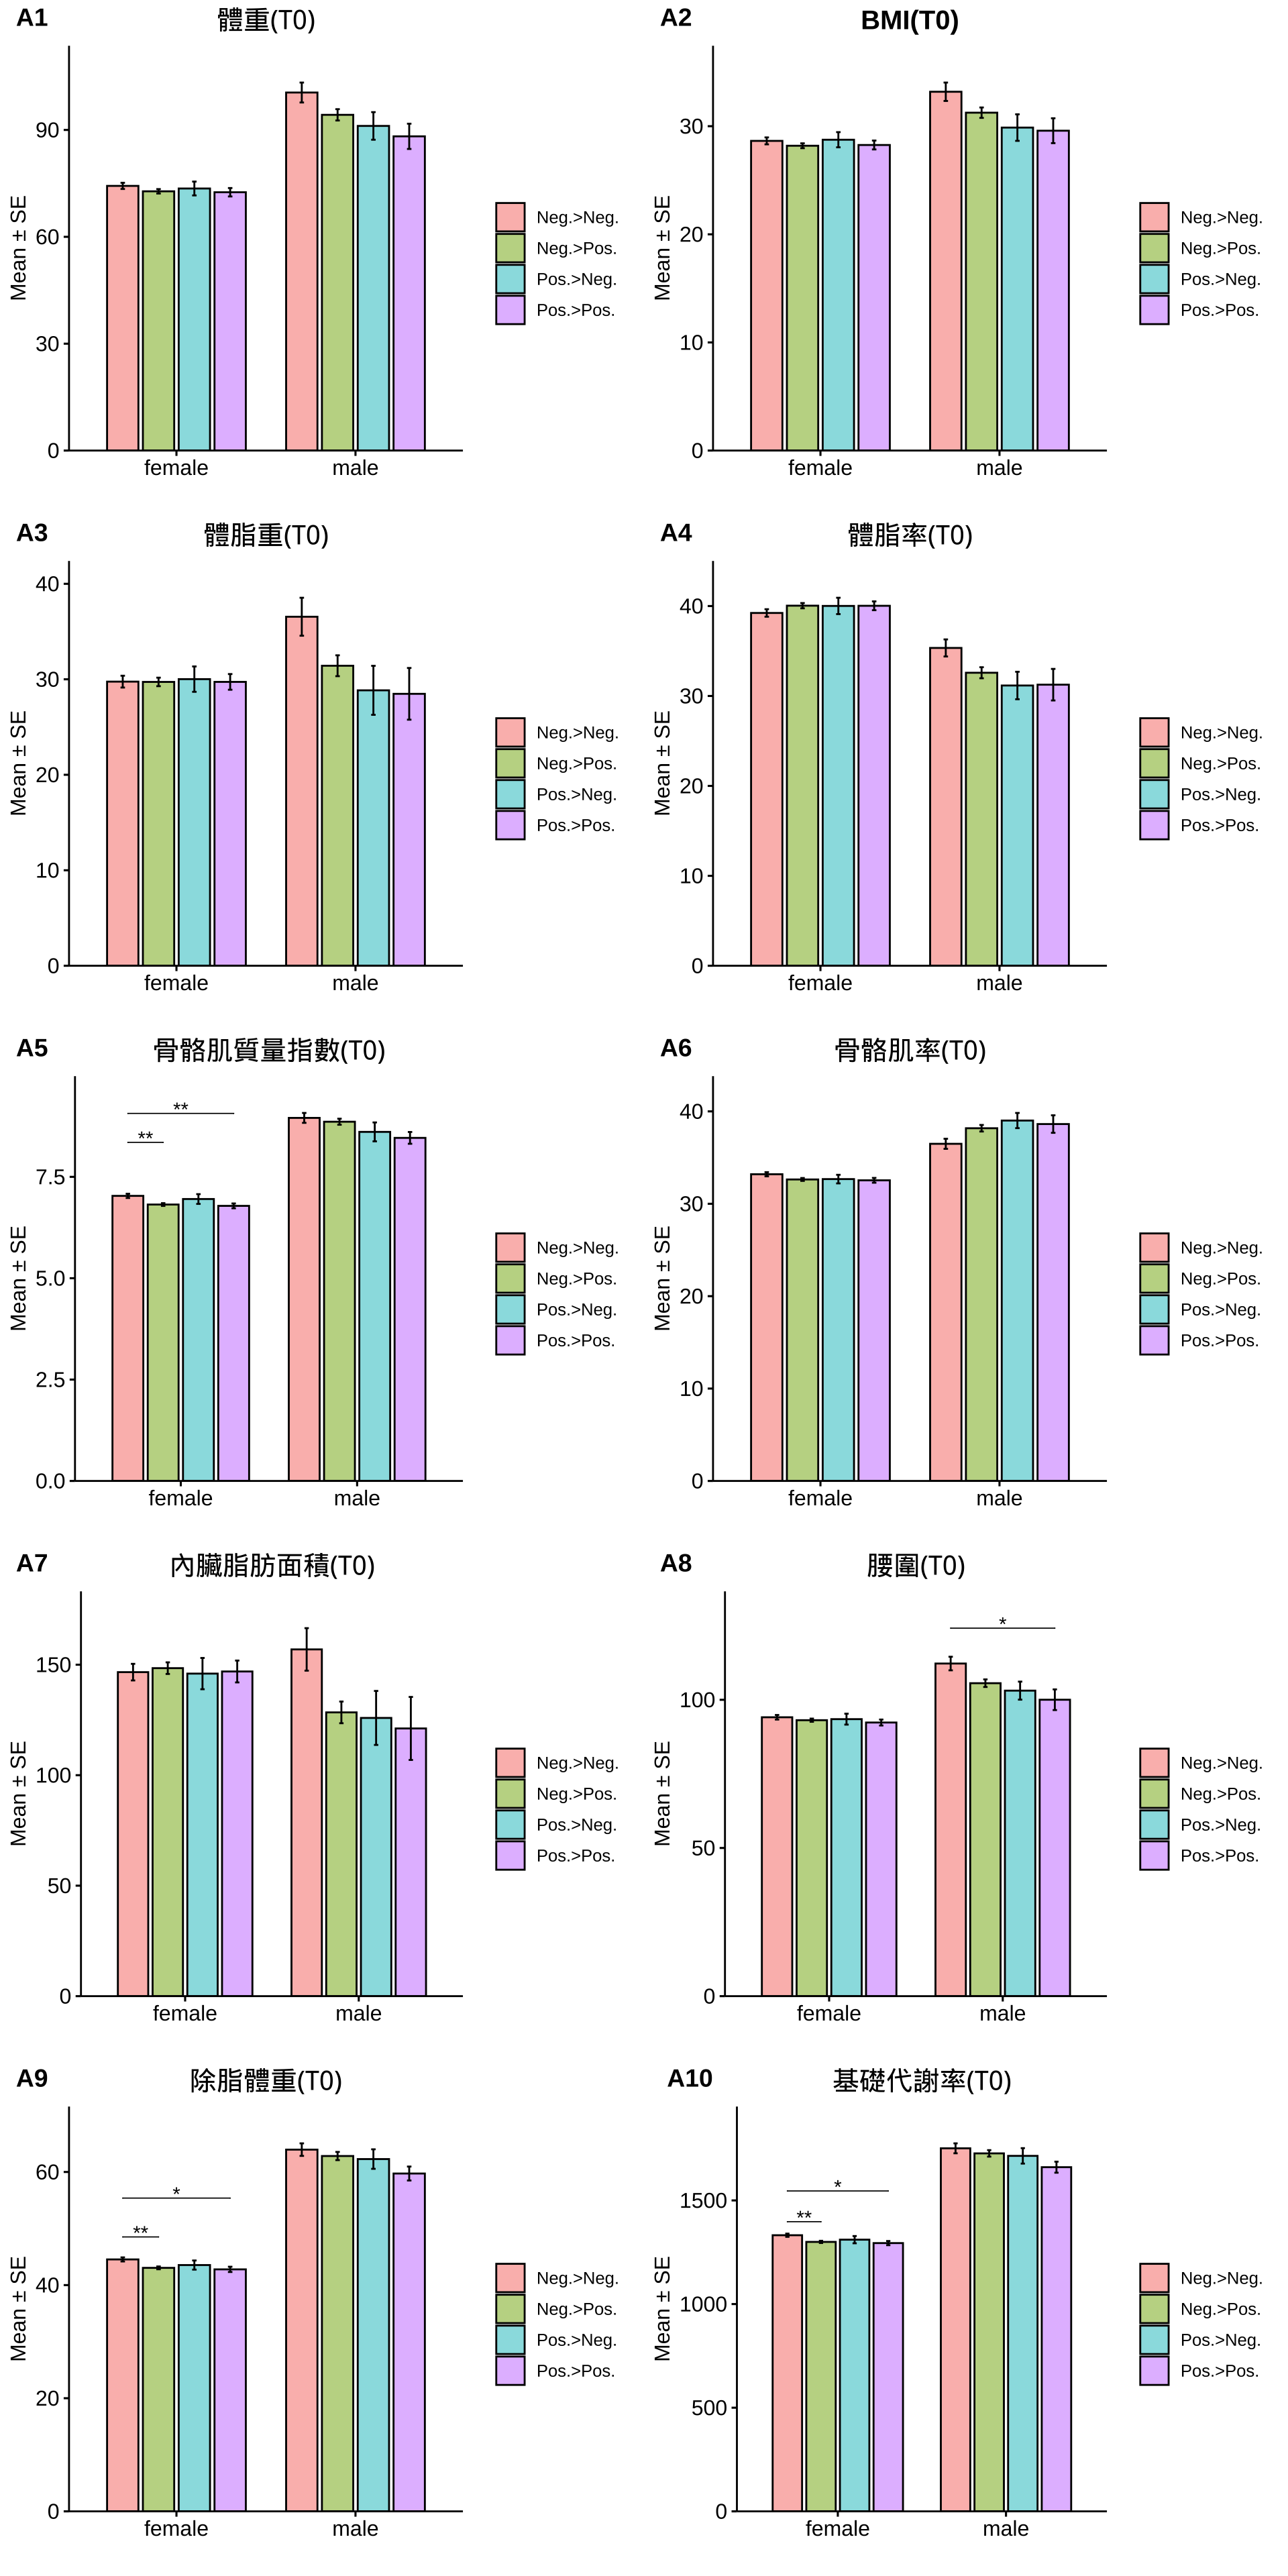 A1
體重(T0)
Mean ± SE
90
60
30
0
female
male
Neg.>Neg.
Neg.>Pos.
Pos.>Neg.
Pos.>Pos.
A2
BMI(T0)
Mean ± SE
30
20
10
0
female
male
Neg.>Neg.
Neg.>Pos.
Pos.>Neg.
Pos.>Pos.
A3
體脂重(T0)
Mean ± SE
40
30
20
10
0
female
male
Neg.>Neg.
Neg.>Pos.
Pos.>Neg.
Pos.>Pos.
A4
體脂率(T0)
Mean ± SE
40
30
20
10
0
female
male
Neg.>Neg.
Neg.>Pos.
Pos.>Neg.
Pos.>Pos.
A5
骨骼肌質量指數(T0)
Mean ± SE
7.5
5.0
2.5
0.0
**
**
female
male
Neg.>Neg.
Neg.>Pos.
Pos.>Neg.
Pos.>Pos.
A6
骨骼肌率(T0)
Mean ± SE
40
30
20
10
0
female
male
Neg.>Neg.
Neg.>Pos.
Pos.>Neg.
Pos.>Pos.
A7
內臟脂肪面積(T0)
Mean ± SE
150
100
50
0
female
male
Neg.>Neg.
Neg.>Pos.
Pos.>Neg.
Pos.>Pos.
A8
腰圍(T0)
Mean ± SE
100
50
0
*
female
male
Neg.>Neg.
Neg.>Pos.
Pos.>Neg.
Pos.>Pos.
A9
除脂體重(T0)
Mean ± SE
60
40
20
0
*
**
female
male
Neg.>Neg.
Neg.>Pos.
Pos.>Neg.
Pos.>Pos.
A10
基礎代謝率(T0)
Mean ± SE
1500
1000
500
0
*
**
female
male
Neg.>Neg.
Neg.>Pos.
Pos.>Neg.
Pos.>Pos.